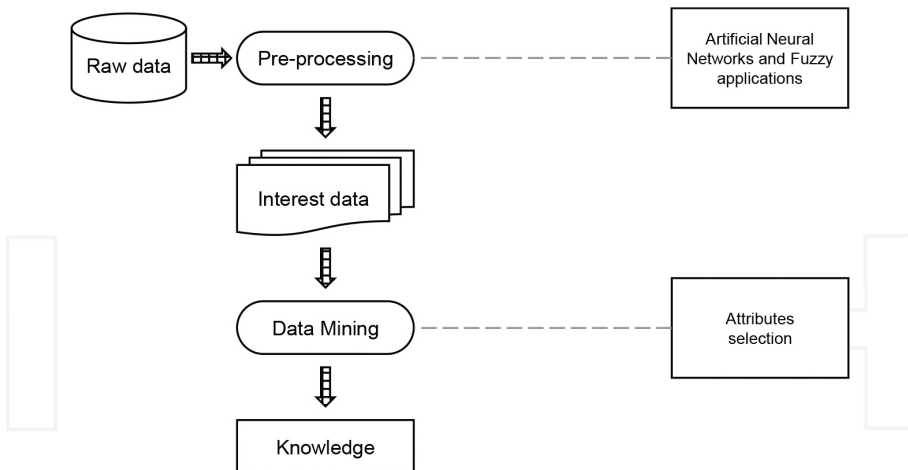 Raw data
Pre-processing
Artificial Neural
Networks and Fuzzy
applications
Interest data
Data Mining
Attributes
selection
Knowledge